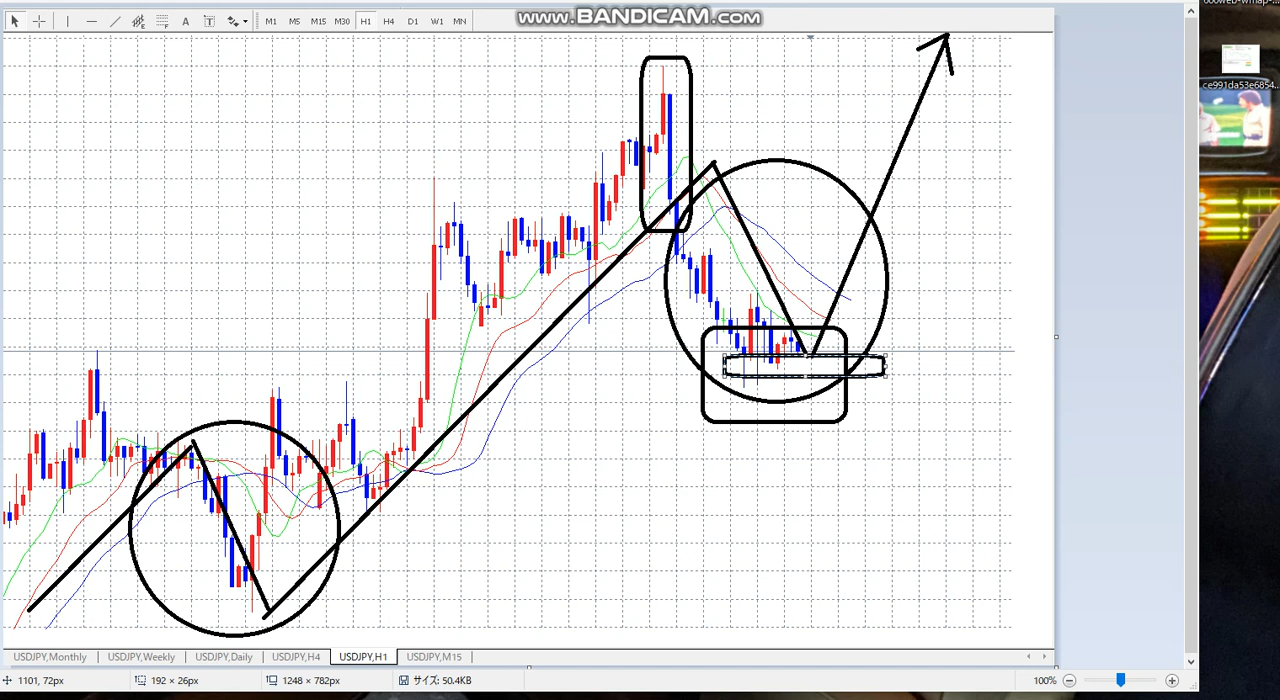 www.BANDICAM.com
A T M1 M5 M15 M30 H1 H4 D1 W1 MN
ce991da53e6854...
USDJPY,Monthly USDJPY,Weekly USDJPY,Daily USDJPY,H4 USDJPY,H1 USDJPY,M15
1101, 72px 192 × 26px 1248 × 782px サイズ: 50.4KB 100%